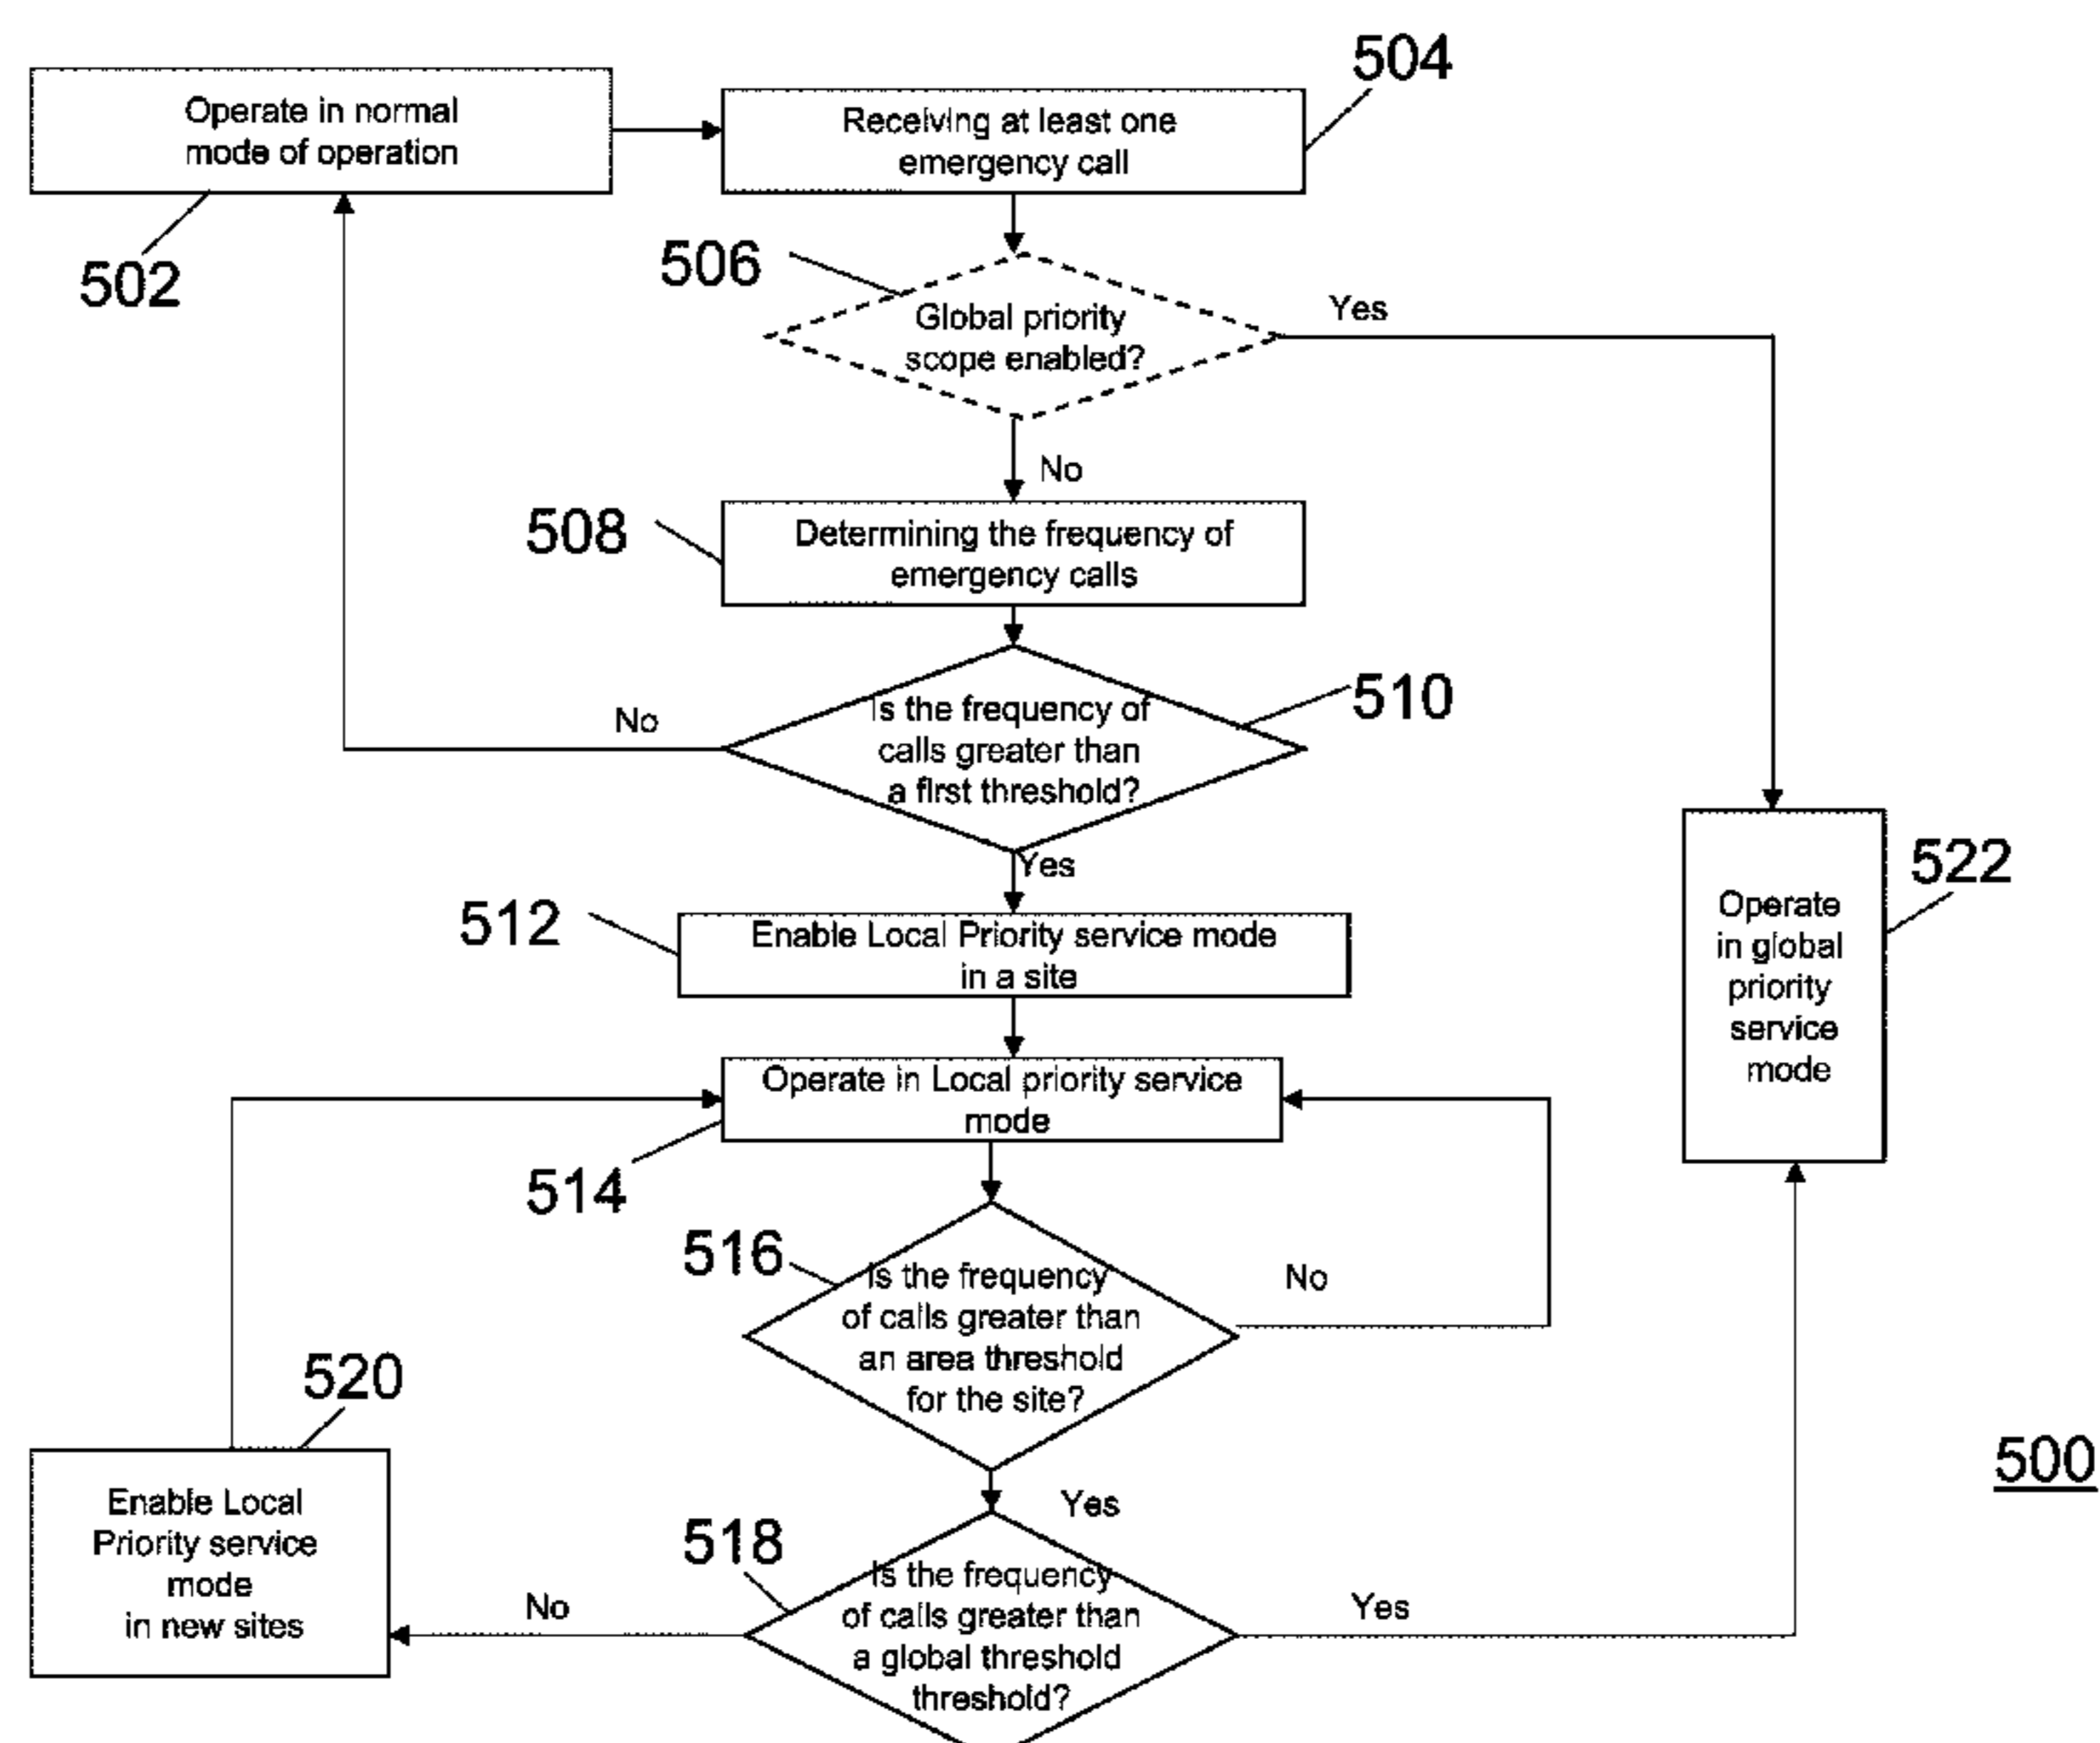 504
Operate in normal
mode of operation
Receiving at least one
emergency call
502
506
Global priority
scope enabled?
Yes
No
508
Determining the frequency of
emergency calls
510
Is the frequency of
calls greater than
a first threshold?
No
Yes
512
Enable Local Priority service mode
in a site
522
Operate
in global
priority
service
mode
Operate in Local priority service
mode
514
516
Is the frequency
of calls greater than
an area threshold
for the site?
No
Yes
520
Enable Local
Priority service
mode
in new sites
500
518
Is the frequency
of calls greater than
a global threshold
threshold?
No
Yes